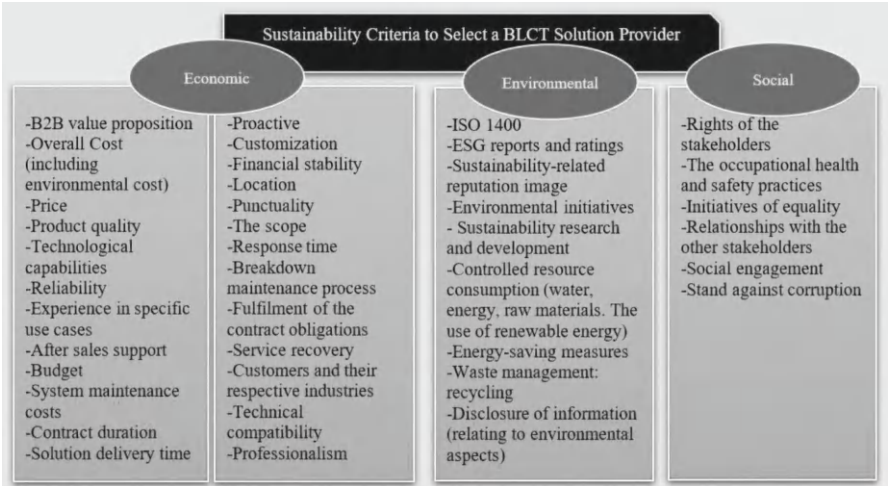 Sustainability Criteria to Select a BLCT Solution Provider
Economic
-B2B value proposition
-Overall Cost
(including
environmental cost)
-Price
-Product quality
-Technological
capabilities
-Reliability
-Experience in specific
use cases
-After sales support
-Budget
-System maintenance
costs
-Contract duration
-Solution delivery time
-Proactive
-Customization
-Financial stability
-Location
-Punctuality
-The scope
-Response time
-Breakdown
maintenance process
-Fulfilment of the
contract obligations
-Service recovery
-Customers and their
respective industries
-Technical
compatibility
-Professionalism
Environmental
-ISO 1400
-ESG reports and ratings
-Sustainability-related
reputation image
-Environmental initiatives
- Sustainability research
and development
-Controlled resource
consumption (water,
energy, raw materials. The
use of renewable energy)
-Energy-saving measures
-Waste management:
recycling
-Disclosure of information
(relating to environmental
aspects)
Social
-Rights of the
stakeholders
-The occupational health
and safety practices
-Initiatives of equality
-Relationships with the
other stakeholders
-Social engagement
-Stand against corruption